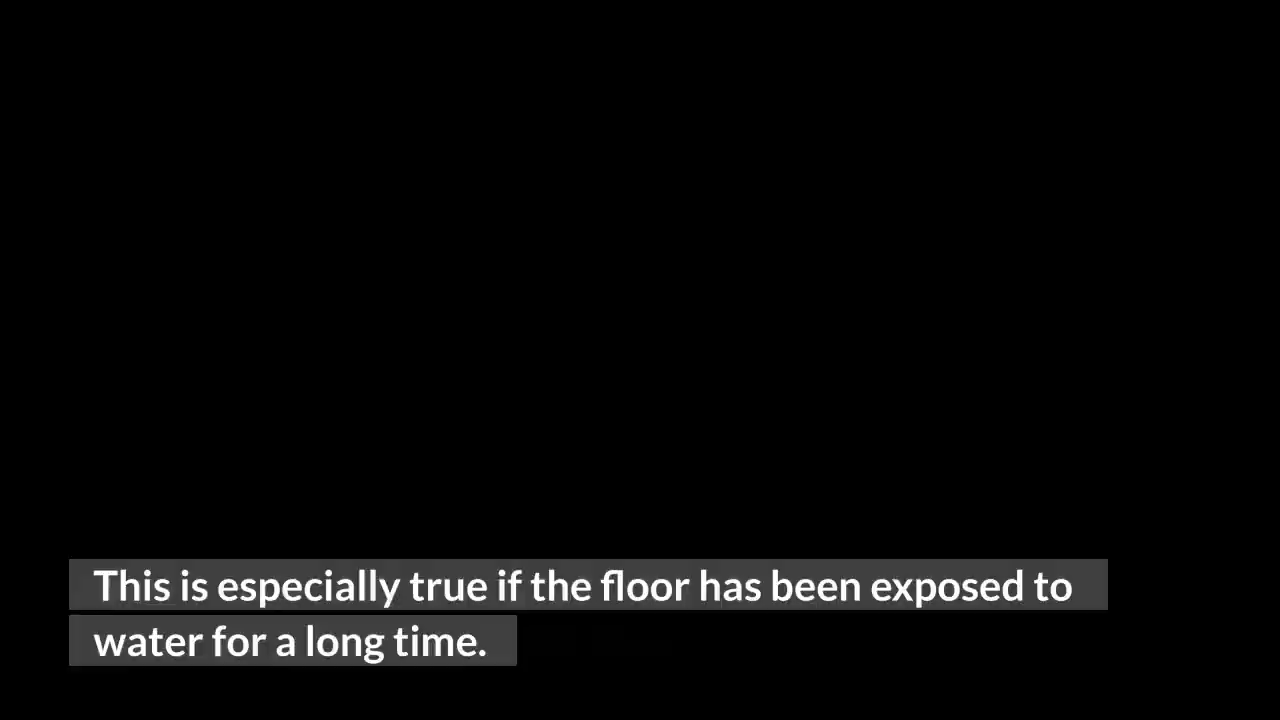 This is especially true if the floor has been exposed to
water for a long time.